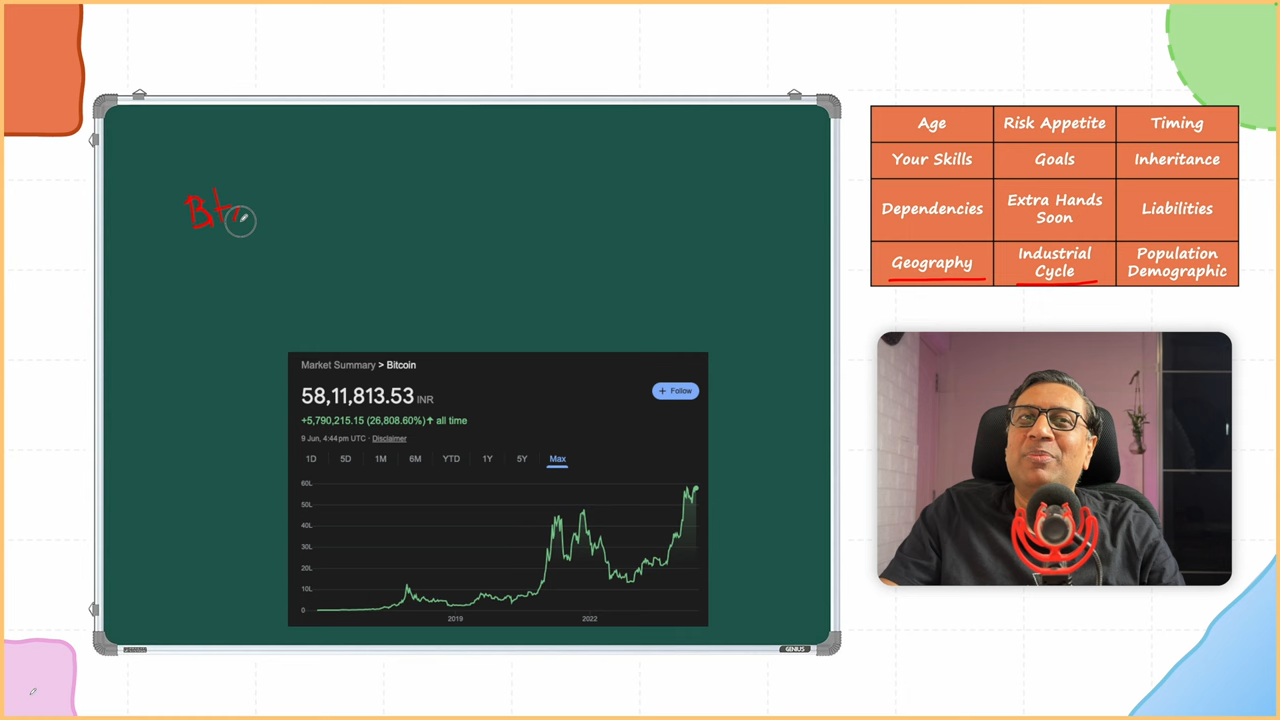 Bt
Market Summary > Bitcoin
58,11,813.53 INR
+ Follow
+5,790,215.15 (26,808.60%)↑ all time
9 Jun, 4:44 pm UTC · Disclaimer
1D 5D 1M 6M YTD 1Y 5Y Max
60L
50L
40L
30L
20L
10L
0
2019 2022
GENIUS
Age Risk Appetite Timing
Your Skills Goals Inheritance
Dependencies Extra Hands Soon Liabilities
Geography Industrial Cycle Population Demographic